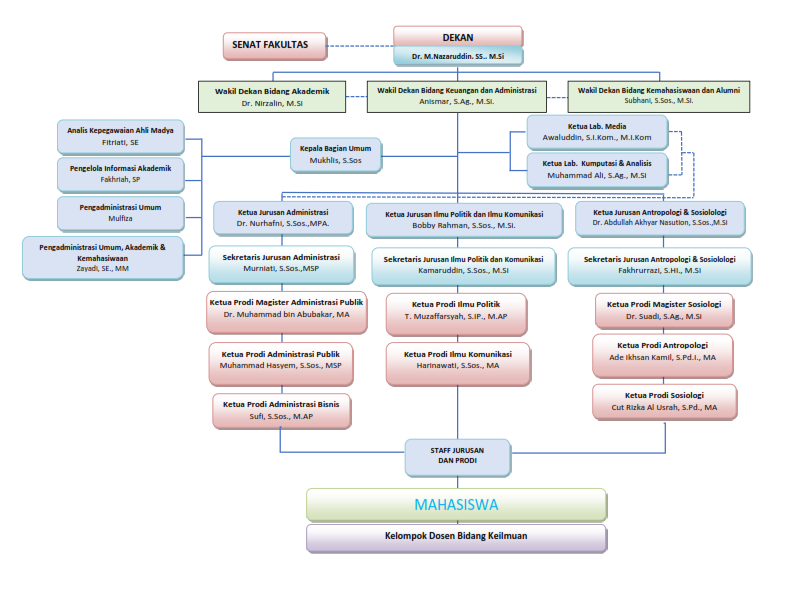 SENAT FAKULTAS
DEKAN
Dr. M.Nazaruddin. SS., M.Si
Wakil Dekan Bidang Akademik
Dr. Nirzalin, M.Si
Wakil Dekan Bidang Keuangan dan Administrasi
Anismar, S.Ag., M.Si.
Wakil Dekan Bidang Kemahasiswaan dan Alumni
Subhani, S.Sos., M.Si.
Analis Kepegawaian Ahli Madya
Fitriati, SE
Kepala Bagian Umum
Mukhlis, S.Sos
Ketua Lab. Media
Awaluddin, S.I.Kom., M.I.Kom
Pengelola Informasi Akademik
Fakhriah, SP
Ketua Lab.  Kumputasi & Analisis
Muhammad Ali, S.Ag., M.SI
Pengadministrasi Umum
Mulfiza
Pengadministrasi Umum, Akademik &
Kemahasiswaan
Zayadi, SE., MM
Ketua Jurusan Administrasi
Dr. Nurhafni, S.Sos.,MPA.
Ketua Jurusan Ilmu Politik dan Ilmu Komunikasi
Bobby Rahman, S.Sos., M.Si.
Ketua Jurusan Antropologi & Sosiolologi
Dr. Abdullah Akhyar Nasution, S.Sos.,M.Si
Sekretaris Jurusan Administrasi
Murniati, S.Sos.,MSP
Sekretaris Jurusan Ilmu Politik dan Komunikasi
Kamaruddin, S.Sos., M.SI
Sekretaris Jurusan Antropologi & Sosiolologi
Fakhrurrazi, S.HI., M.SI
Ketua Prodi Magister Administrasi Publik
Dr. Muhammad bin Abubakar, MA
Ketua Prodi Ilmu Politik
T. Muzaffarsyah, S.IP., M.AP
Ketua Prodi Magister Sosiologi
Dr. Suadi, S.Ag., M.Si
Ketua Prodi Administrasi Publik
Muhammad Hasyem, S.Sos., MSP
Ketua Prodi Ilmu Komunikasi
Harinawati, S.Sos., MA
Ketua Prodi Antropologi
Ade Ikhsan Kamil, S.Pd.I., MA
Ketua Prodi Administrasi Bisnis
Sufi, S.Sos., M.AP
Ketua Prodi Sosiologi
Cut Rizka Al Usrah, S.Pd., MA
STAFF JURUSAN
DAN PRODI
MAHASISWA
Kelompok Dosen Bidang Keilmuan